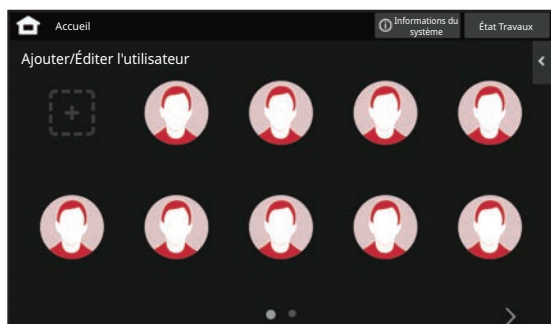 Accueil
Informations du
système
État Travaux
Ajouter/Éditer l'utilisateur